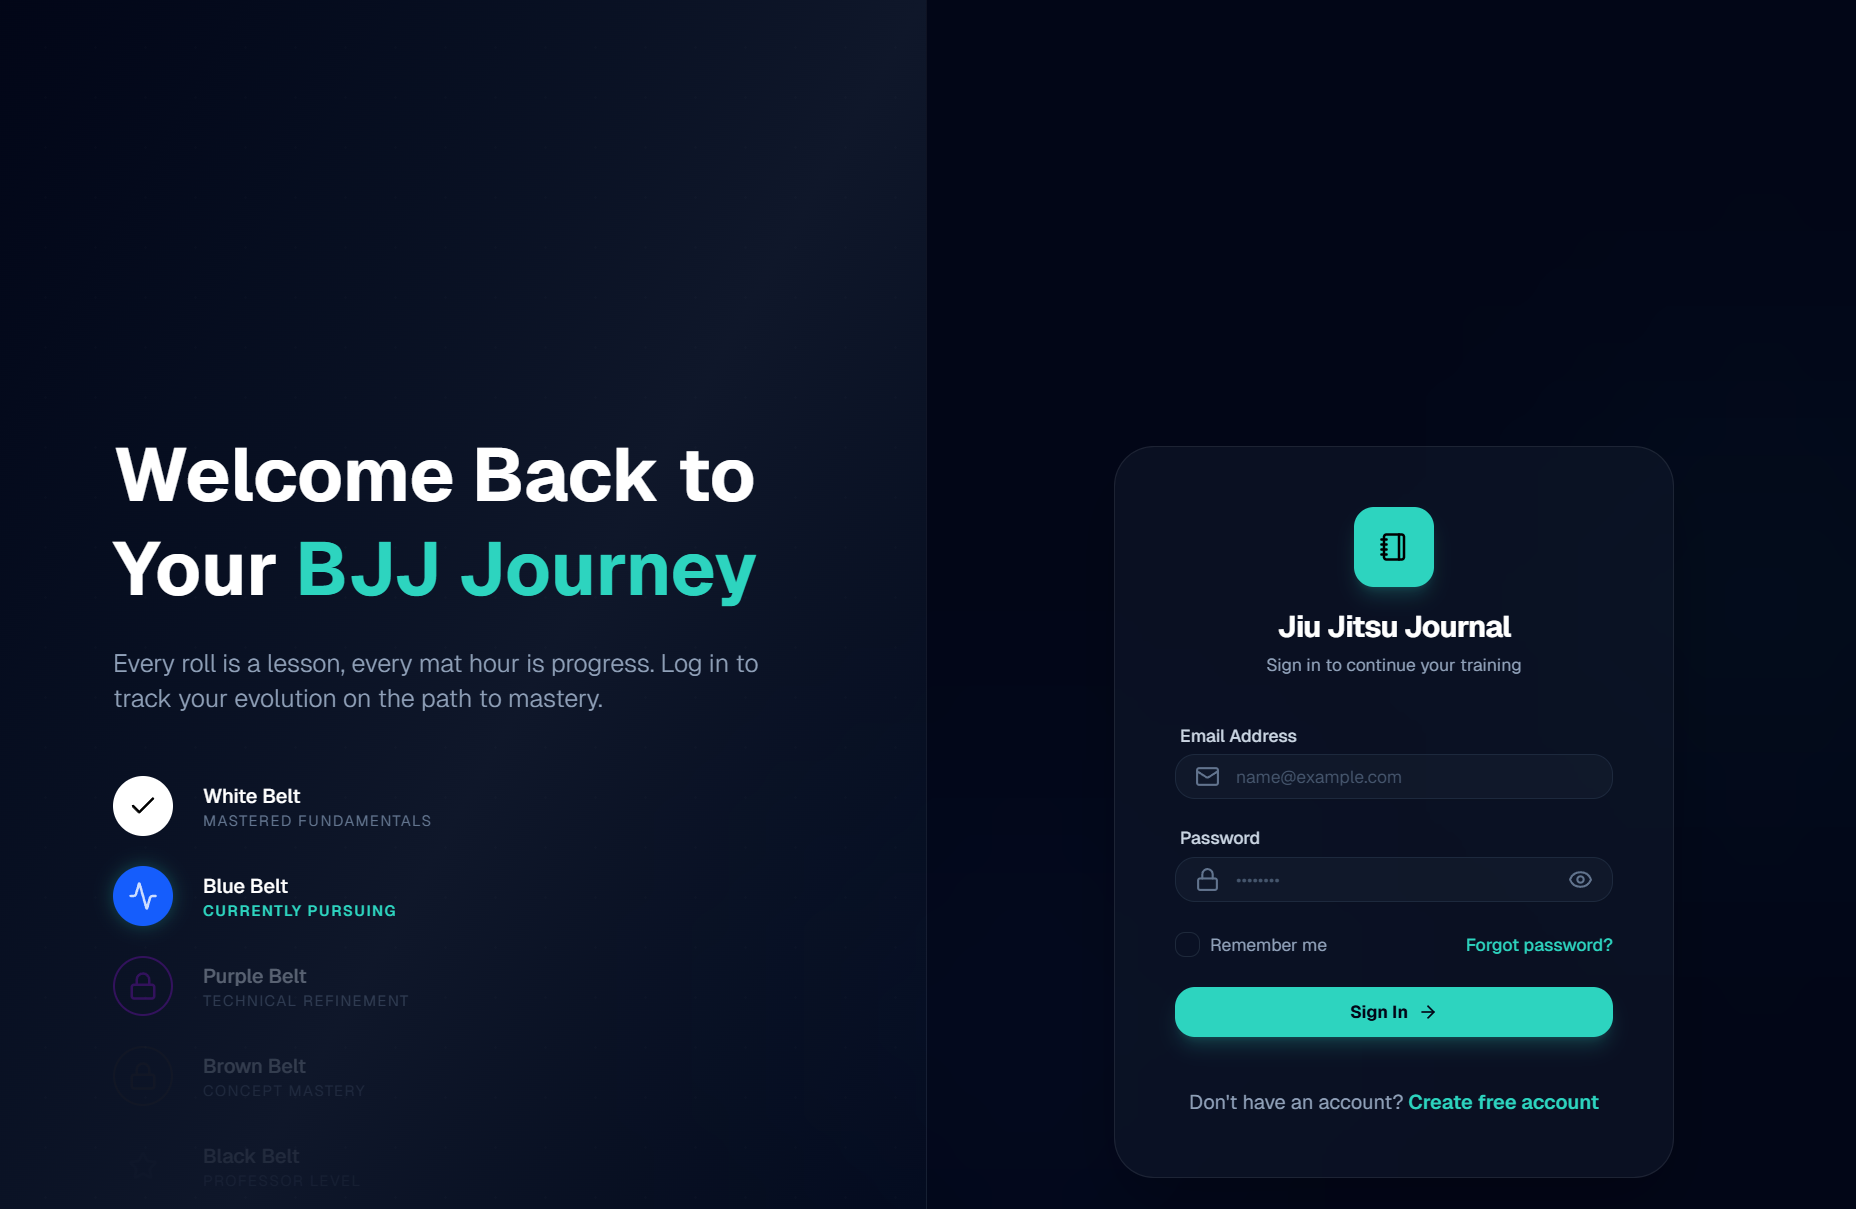 Welcome Back to
Your BJJ Journey
Every roll is a lesson, every mat hour is progress. Log in to
track your evolution on the path to mastery.
White Belt
MASTERED FUNDAMENTALS
Blue Belt
CURRENTLY PURSUING
Purple Belt
TECHNICAL REFINEMENT
Brown Belt
CONCEPT MASTERY
Black Belt
PROFESSOR LEVEL
Jiu Jitsu Journal
Sign in to continue your training
Email Address
name@example.com
Password
••••••••
Remember me
Forgot password?
Sign In →
Don't have an account? Create free account